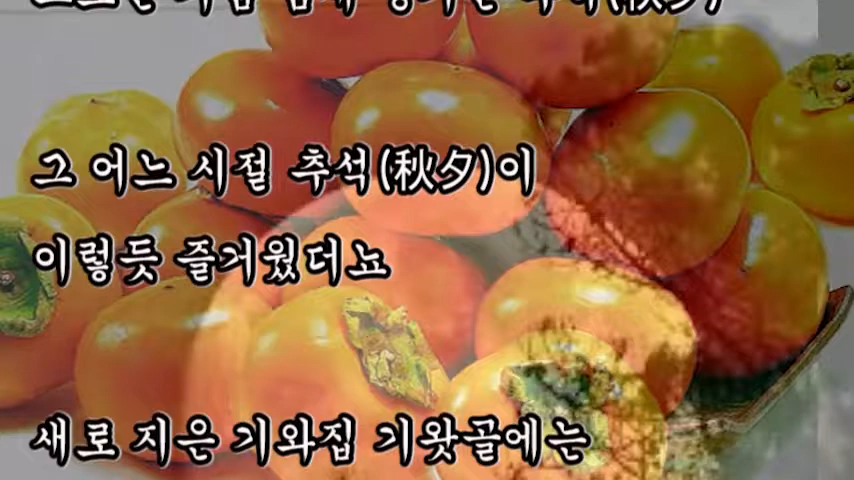 그 어느 시절 추석(秋夕)이
이렇듯 즐거웠더뇨
새로 지은 기와집 기왓골에는